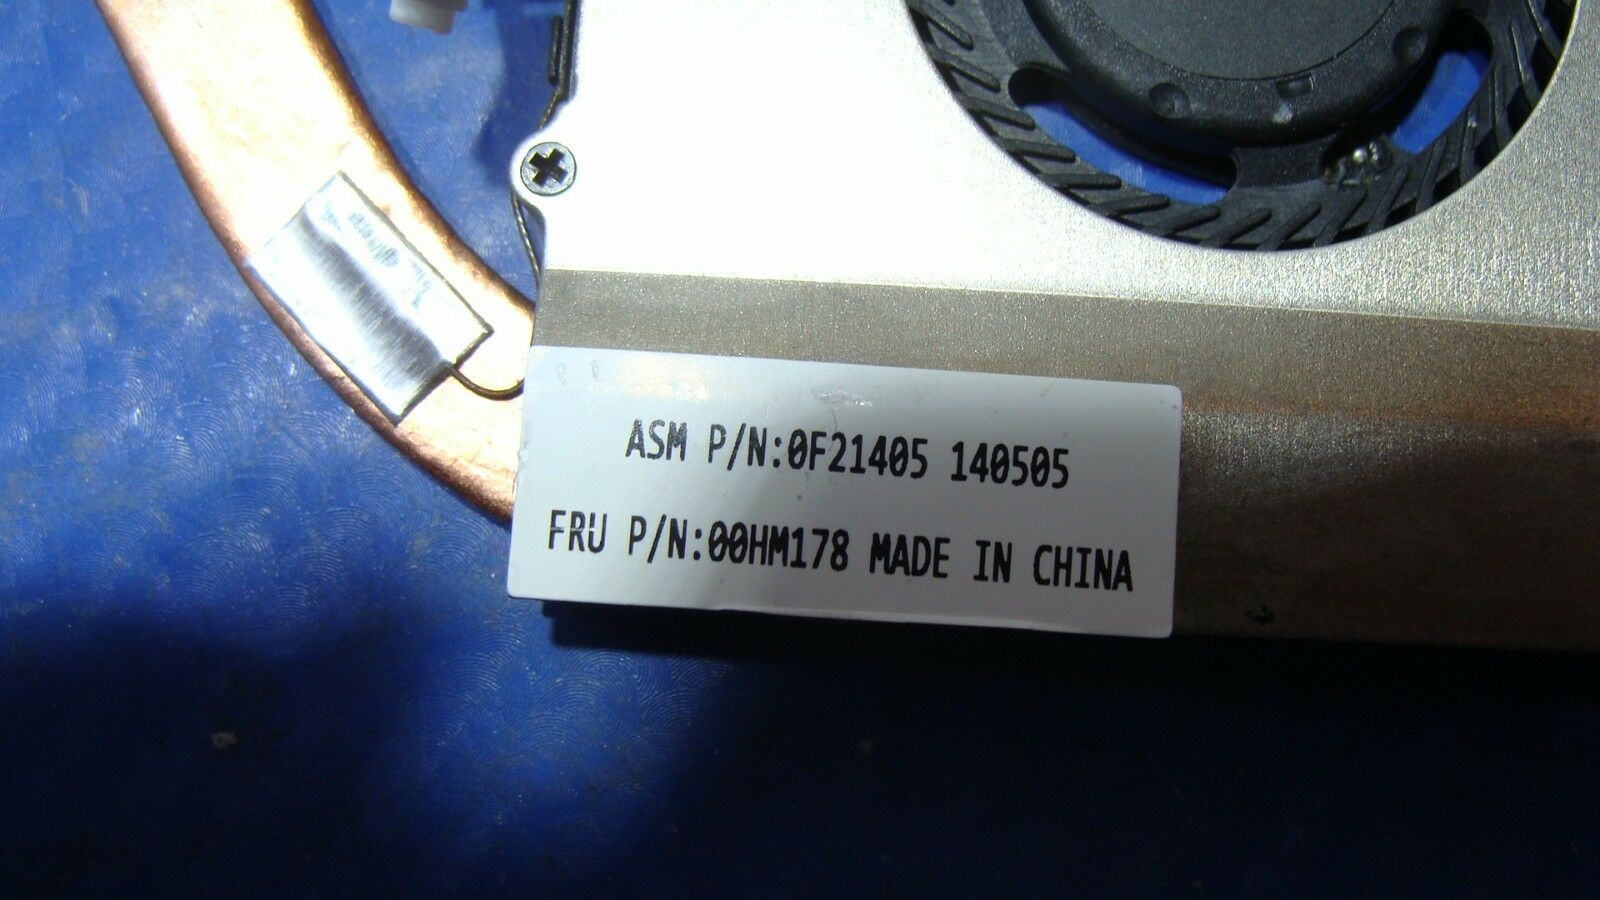 ASM P/N:0F21405 140505
FRU P/N:00HM178 MADE IN CHINA